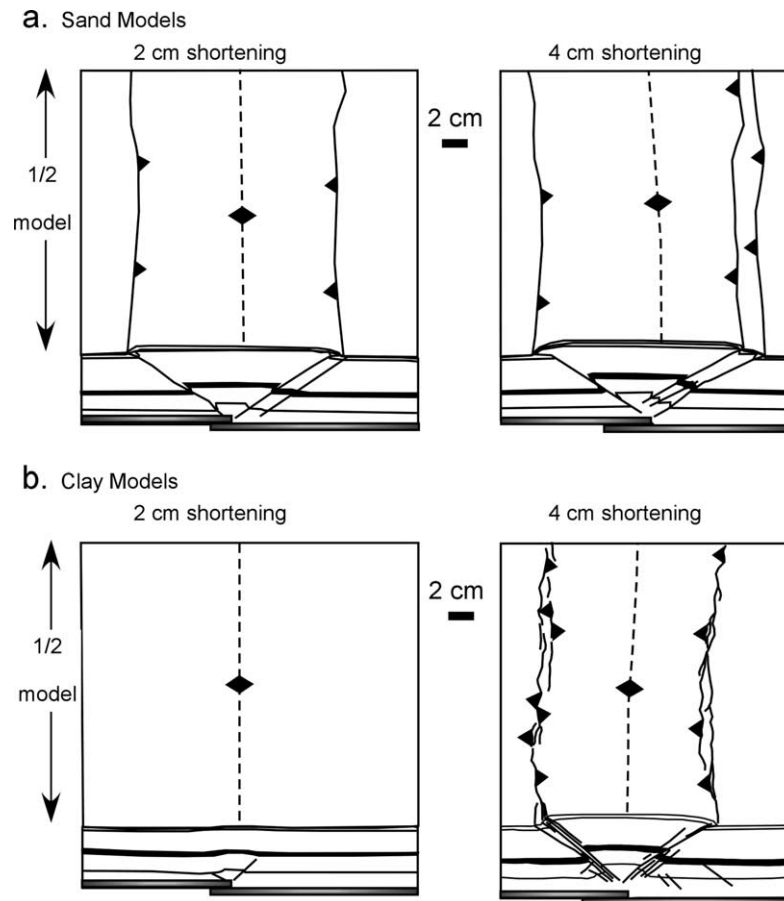 a. Sand Models
2 cm shortening
4 cm shortening
2 cm
1/2
model
b. Clay Models
2 cm shortening
4 cm shortening
2 cm
1/2
model